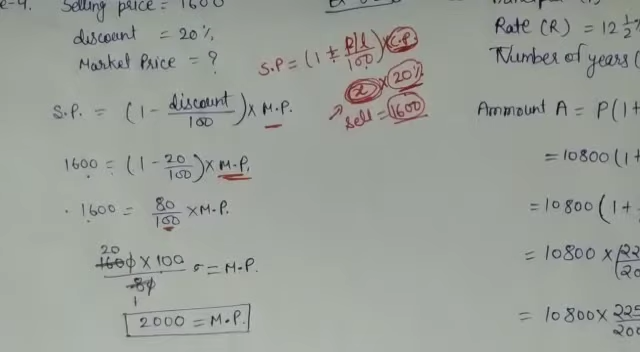 Selling price = 1600
discount = 20%
Market Price = ?
S.P. = (1 - discount/100) × M.P.
1600 = (1 - 20/100) × M.P.
1600 = 80/100 × M.P.
20
1600 × 100
80
1
= M.P.
2000 = M.P.
S.P = (1 ± P/l/100) × C.P
x × 20%
Sell = 1600
Rate (R) = 12 1/2
Number of years (
Ammount A = P(1+
= 10800 (1+
= 10800 (1+
= 10800 ×
= 10800 × 225